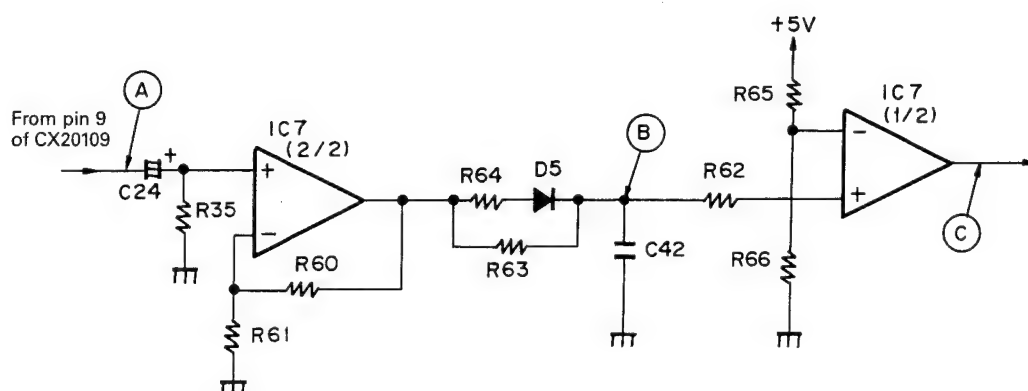 +5V
A
IC7
(1/2)
R65
From pin 9
of CX20109
IC7
(2/2)
B
+
−
D5
R64
R62
+
C24
R35
+
C
−
R63
C42
R66
R60
R61